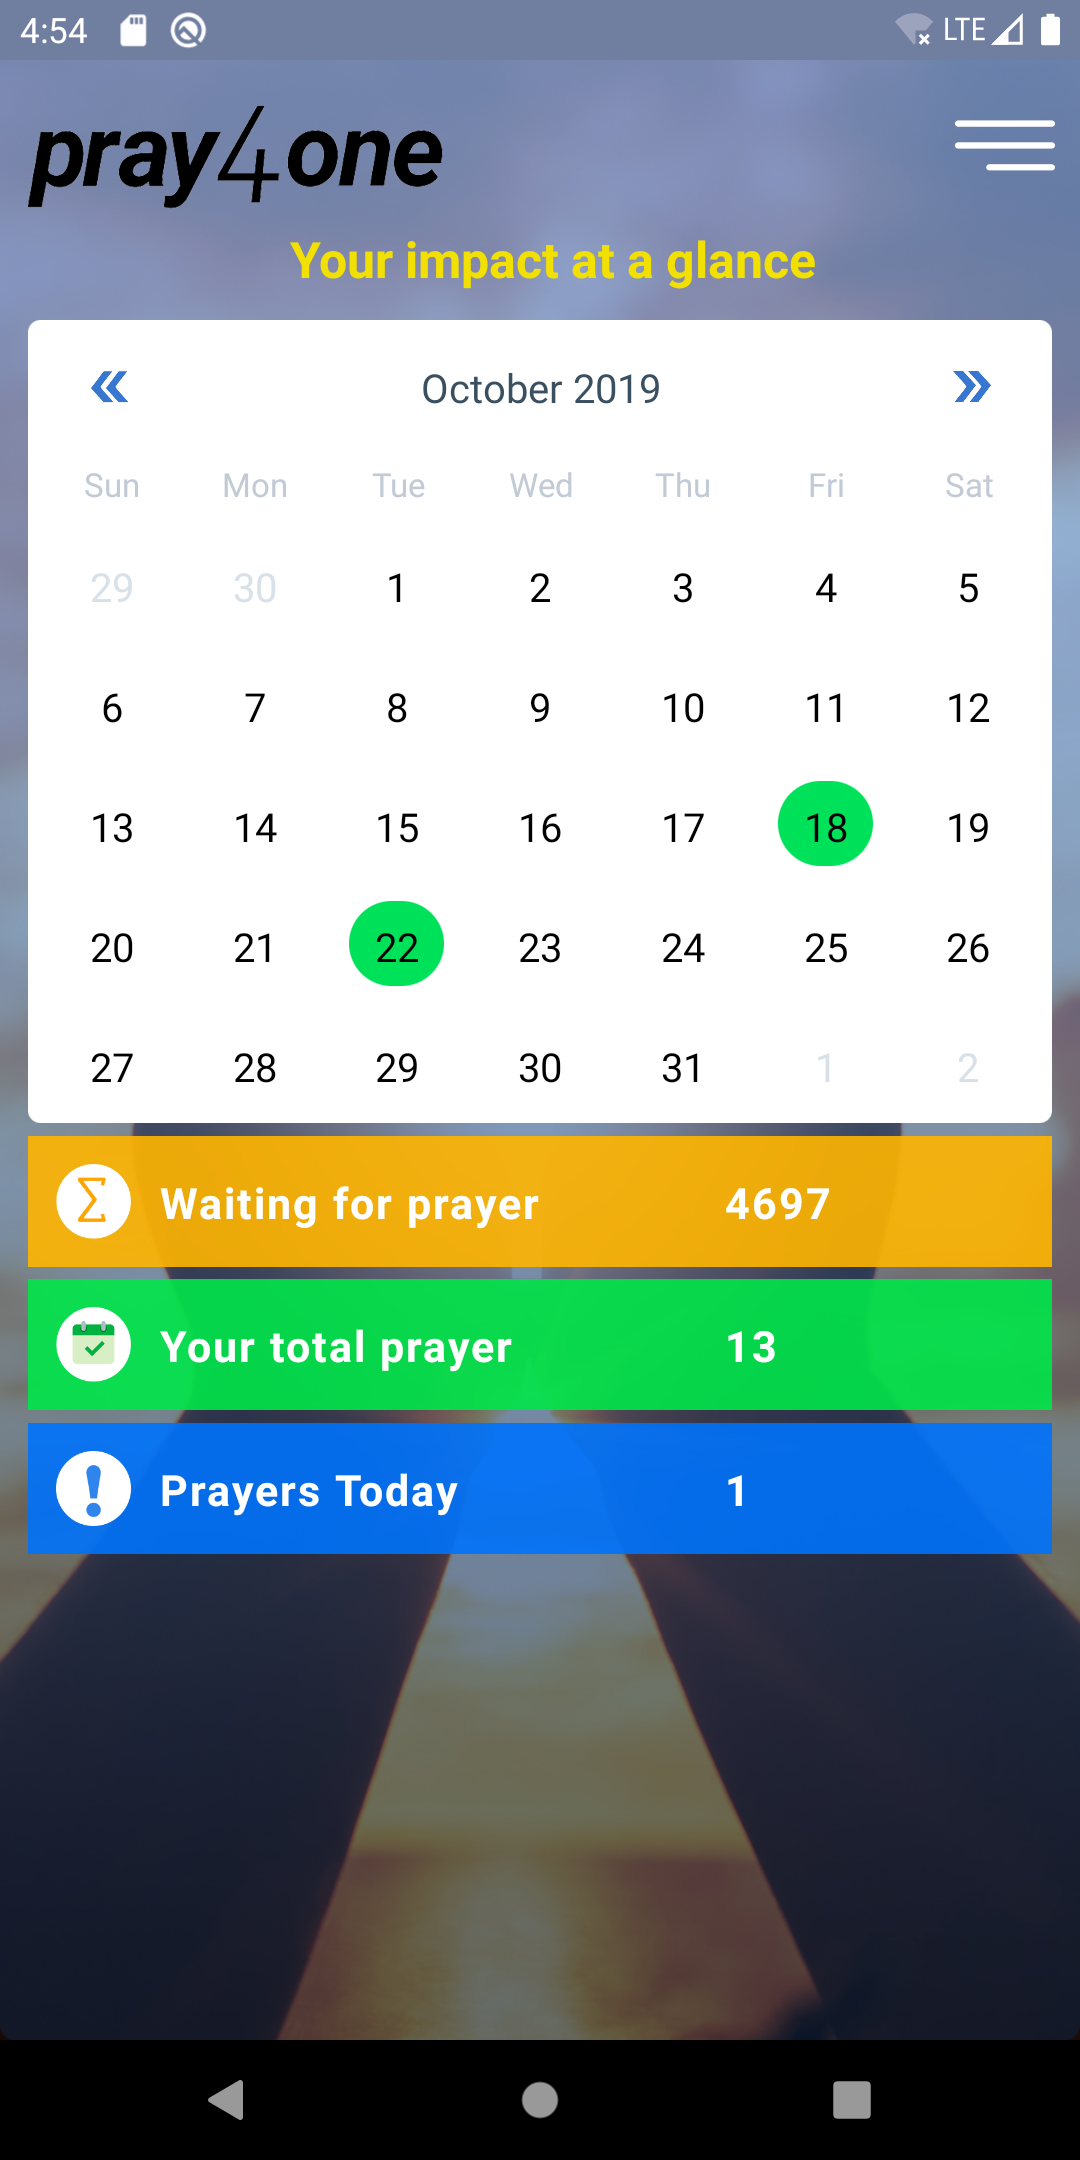 4:54 LTE
pray4one
Your impact at a glance
« October 2019 »
Sun Mon Tue Wed Thu Fri Sat
29 30 1 2 3 4 5
6 7 8 9 10 11 12
13 14 15 16 17 18 19
20 21 22 23 24 25 26
27 28 29 30 31 1 2
Σ Waiting for prayer 4697
Your total prayer 13
! Prayers Today 1